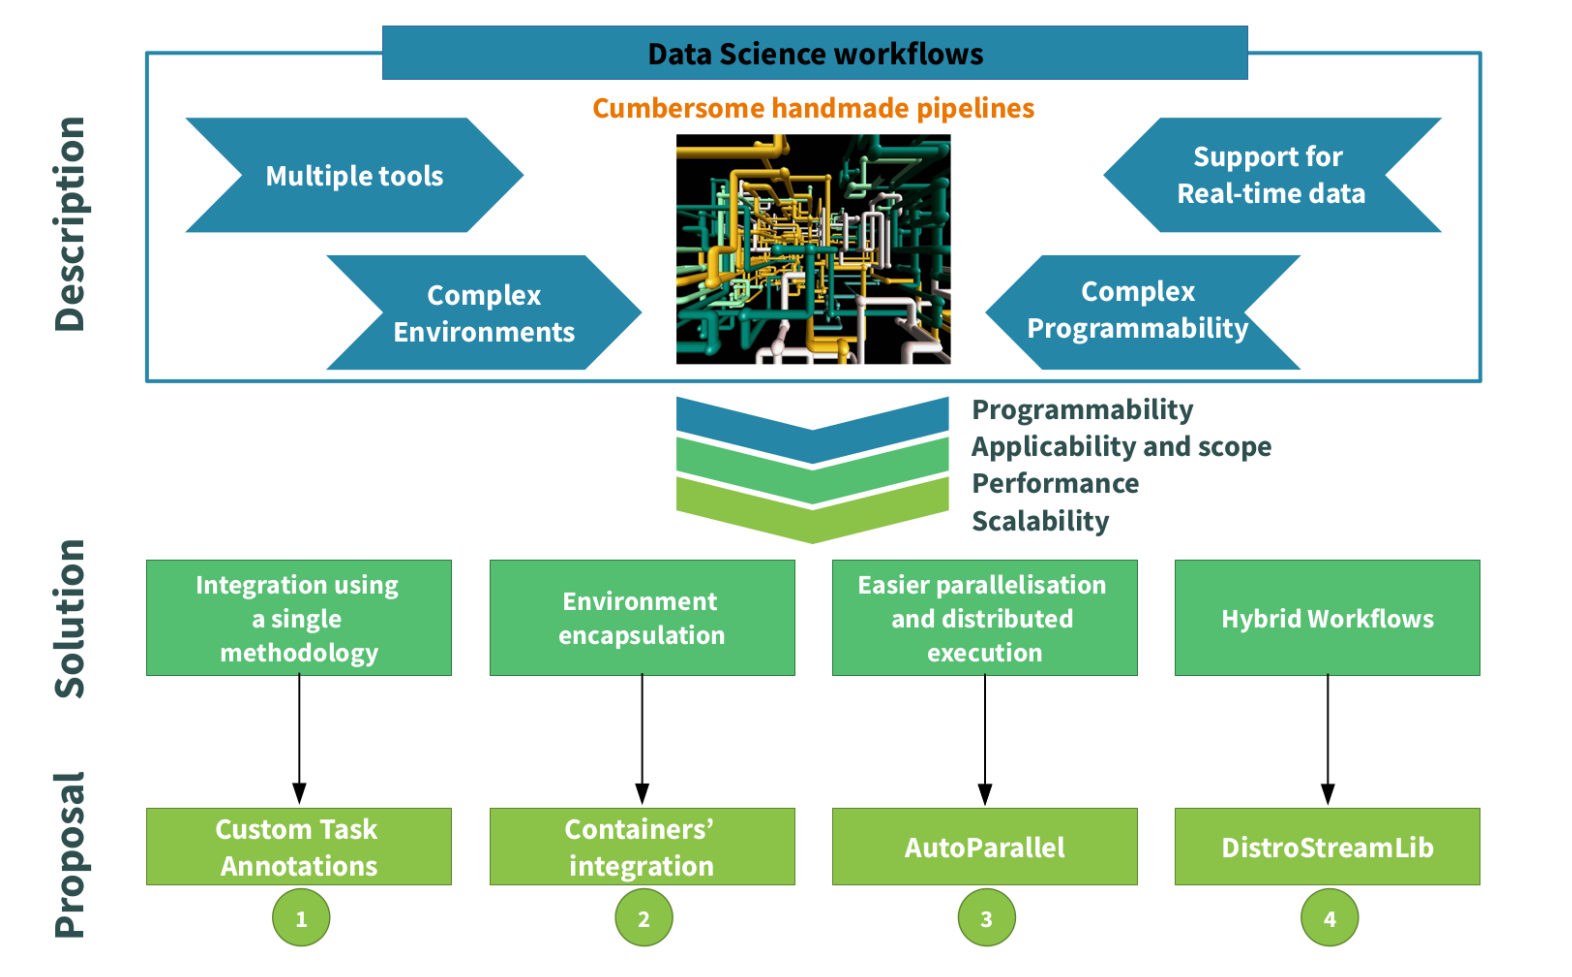 Data Science workflows
Cumbersome handmade pipelines
Description
Multiple tools
Complex
Environments
Support for
Real-time data
Complex
Programmability
Programmability
Applicability and scope
Performance
Scalability
Solution
Integration using
a single
methodology
Environment
encapsulation
Easier parallelisation
and distributed
execution
Hybrid Workflows
Proposal
Custom Task
Annotations
Containers’
integration
AutoParallel
DistroStreamLib
1
2
3
4